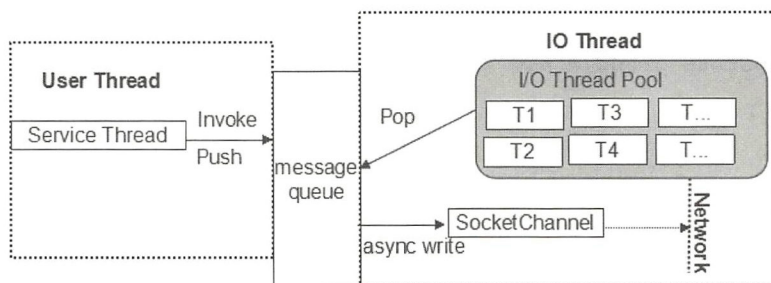 IO Thread
User Thread
I/O Thread Pool
T1 T3 T...
T2 T4 T...
Service Thread
Invoke
Push
Pop
message
queue
SocketChannel
async write
Network